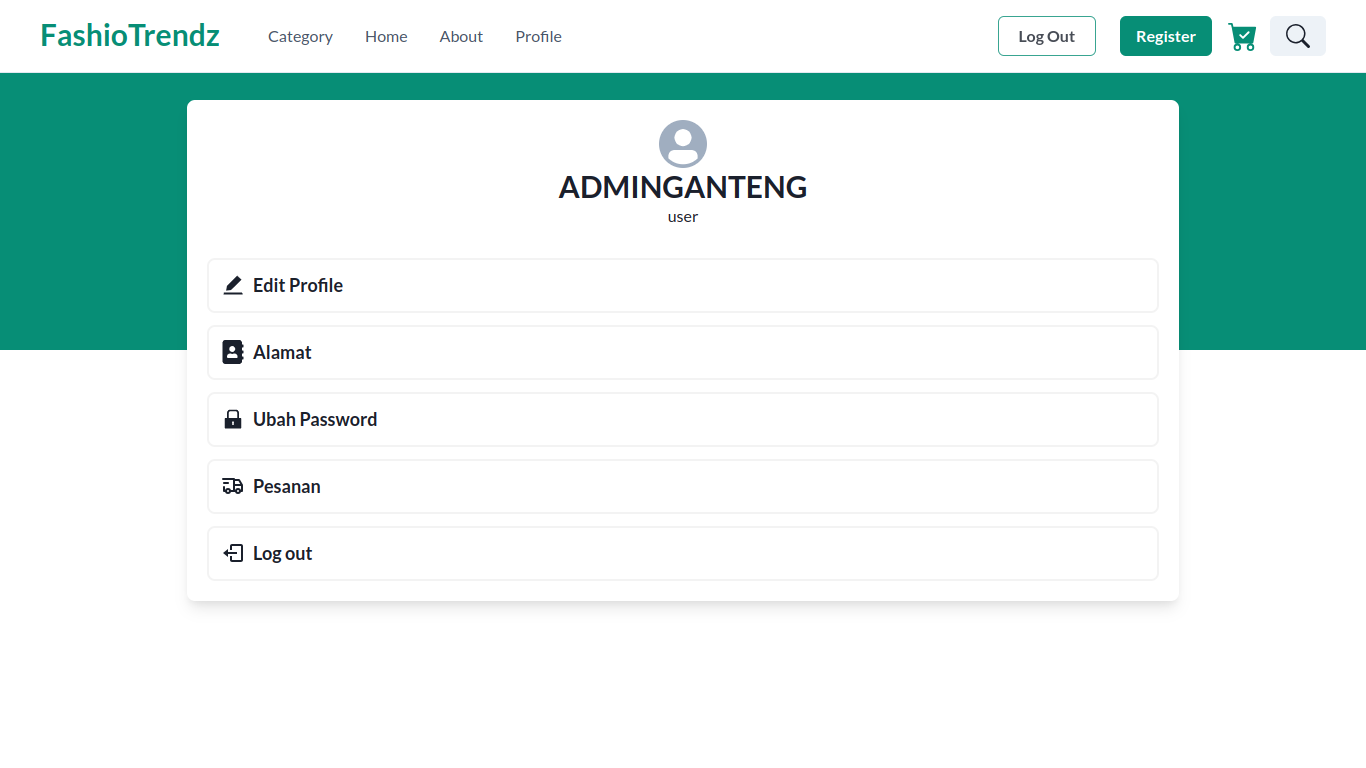 FashioTrendz
Category
Home
About
Profile
Log Out
Register
ADMINGANTENG
user
Edit Profile
Alamat
Ubah Password
Pesanan
Log out